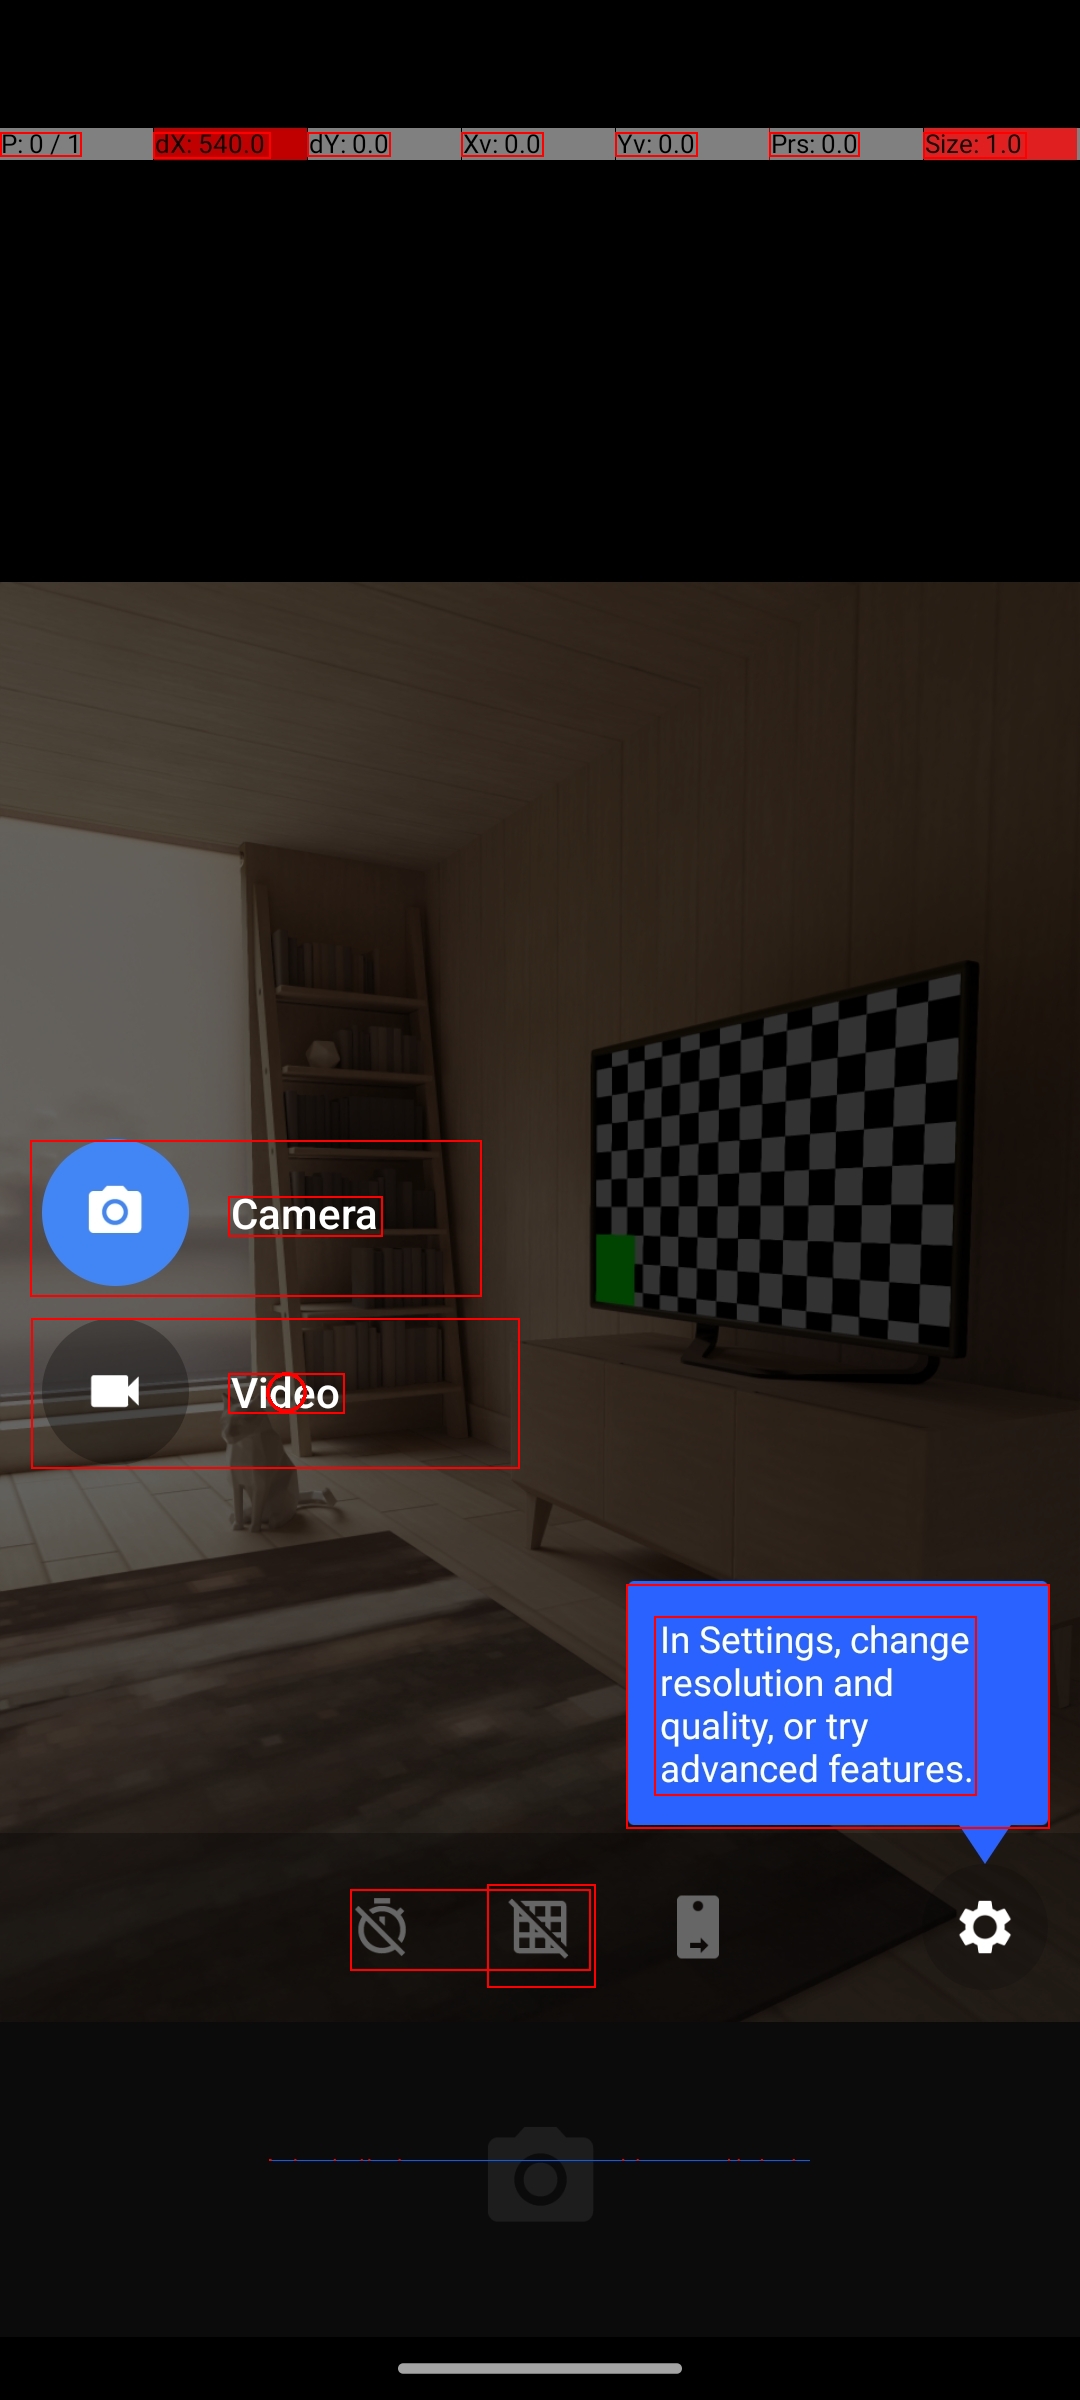 P: 0 / 1 dX: 540.0 dY: 0.0 Xv: 0.0 Yv: 0.0 Prs: 0.0 Size: 1.0
Camera
Video
In Settings, change
resolution and
quality, or try
advanced features.